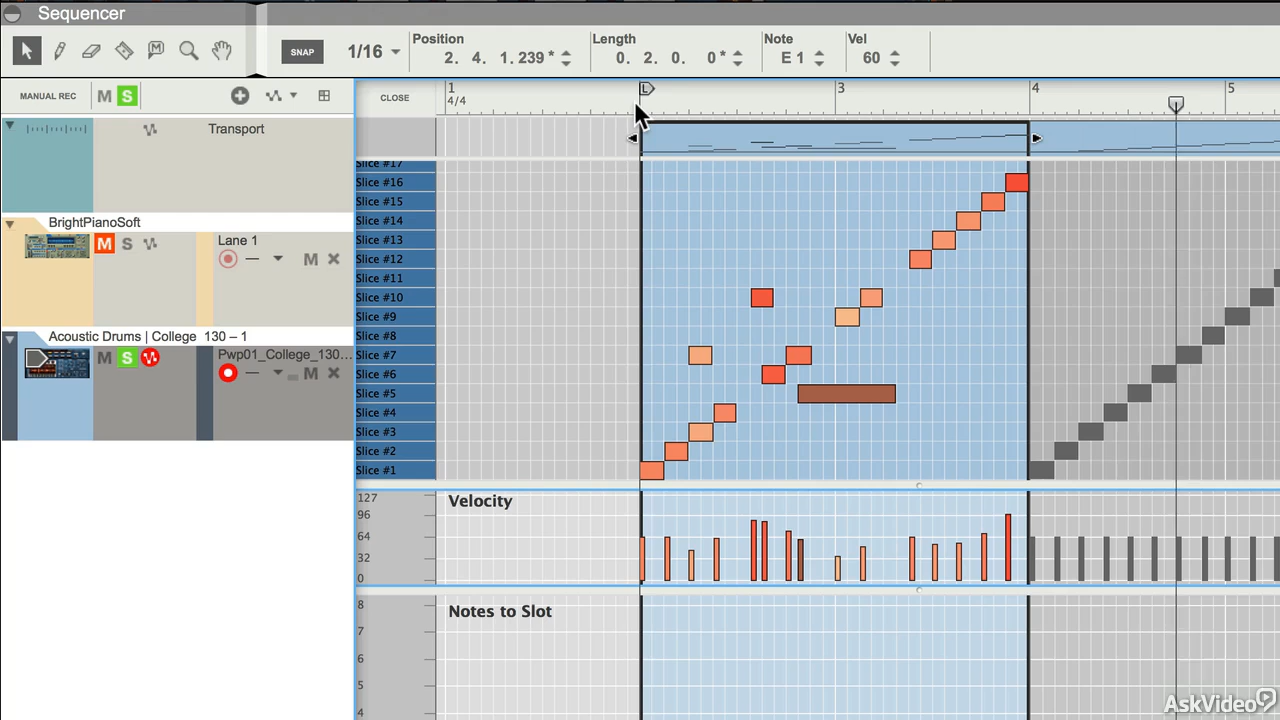 Sequencer
SNAP 1/16 Position 2. 4. 1.239 * Length 0. 2. 0. 0* Note E 1 Vel 60
MANUAL REC M S CLOSE 1 4/4 L 3 4 5
Transport
BrightPianoSoft
M S Lane 1
M
Acoustic Drums | College 130 – 1
M S Pwp01_College_130...
M
Slice #17
Slice #16
Slice #15
Slice #14
Slice #13
Slice #12
Slice #11
Slice #10
Slice #9
Slice #8
Slice #7
Slice #6
Slice #5
Slice #4
Slice #3
Slice #2
Slice #1
127 Velocity
96
64
32
0
8 Notes to Slot
7
6
5
4
AskVideo